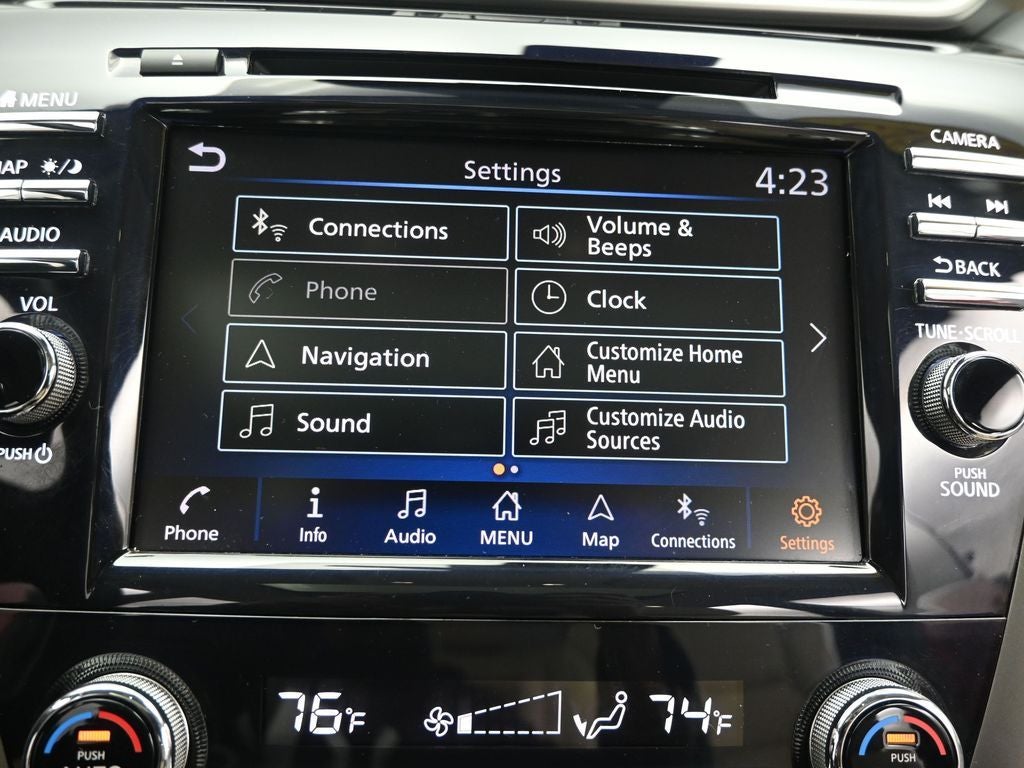 MENU
CAMERA
Settings
4:23
AP
AUDIO
VOL
PUSH
Connections
Phone
Navigation
Sound
Volume &
Beeps
Clock
Customize Home
Menu
Customize Audio
Sources
BACK
TUNE·SCROLL
PUSH
SOUND
Phone
Info
Audio
MENU
Map
Connections
Settings
76°F
74°F
PUSH
AUTO
PUSH